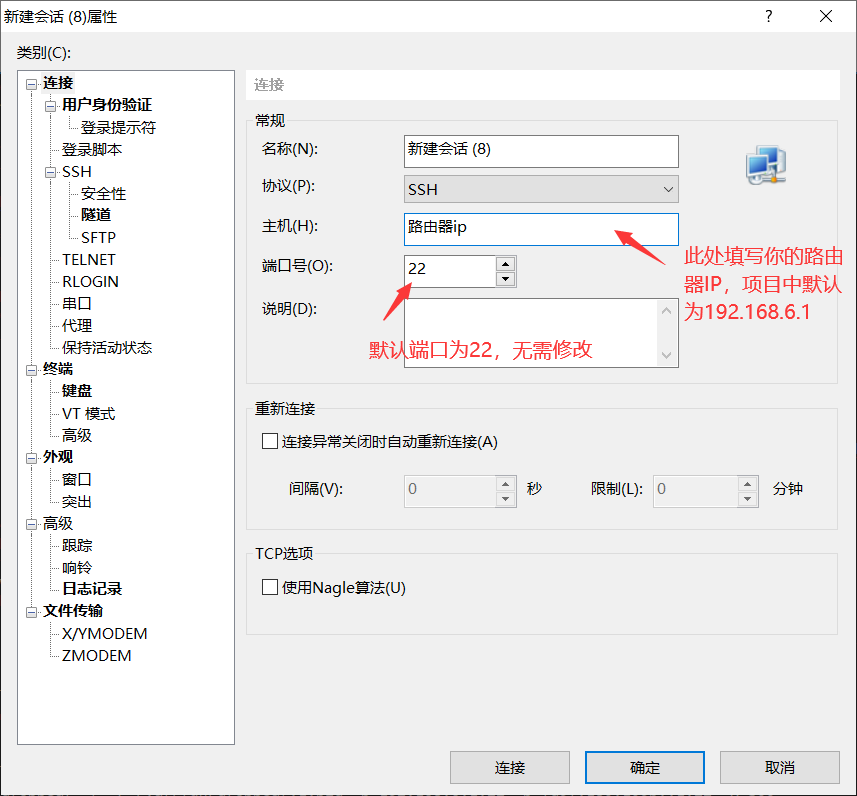 新建会话 (8)属性
?
类别(C):
连接
用户身份验证
登录提示符
登录脚本
SSH
安全性
隧道
SFTP
TELNET
RLOGIN
串口
代理
保持活动状态
终端
键盘
VT 模式
高级
外观
窗口
突出
高级
跟踪
响铃
日志记录
文件传输
X/YMODEM
ZMODEM
连接
常规
名称(N): 新建会话 (8)
协议(P): SSH
主机(H): 路由器ip
端口号(O): 22
说明(D):
此处填写你的路由
器IP，项目中默认
为192.168.6.1
默认端口为22，无需修改
重新连接
连接异常关闭时自动重新连接(A)
间隔(V): 0 秒 限制(L): 0 分钟
TCP选项
使用Nagle算法(U)
连接 确定 取消